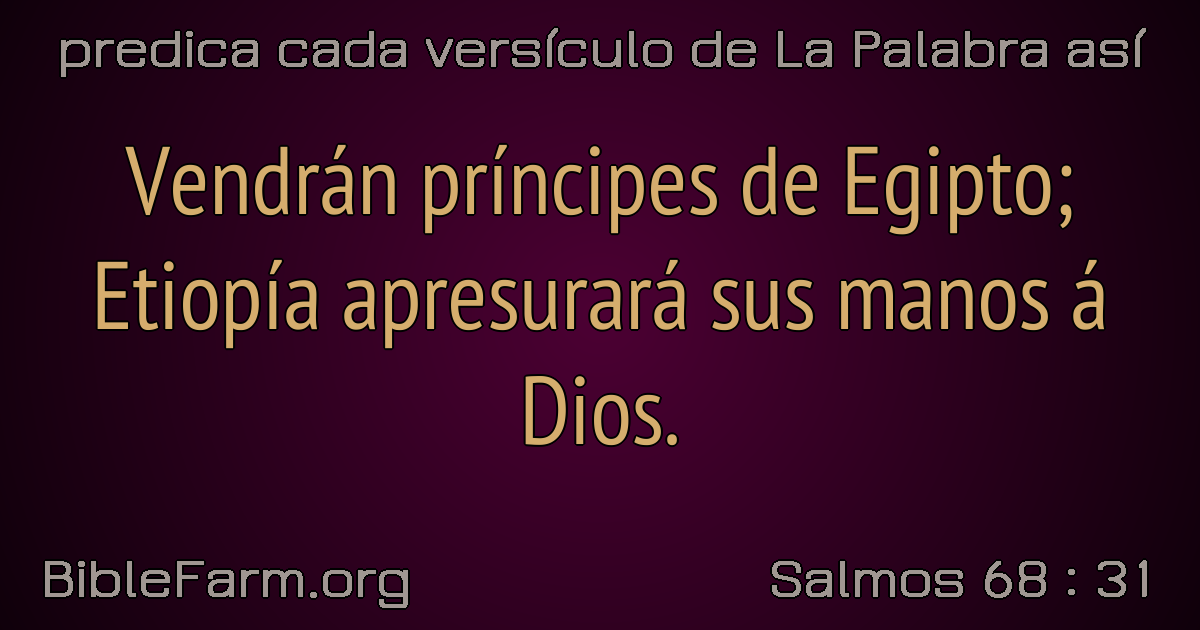 predica cada versículo de La Palabra así
Vendrán príncipes de Egipto;
Etiopía apresurará sus manos á
Dios.
BibleFarm.org
Salmos 68 : 31